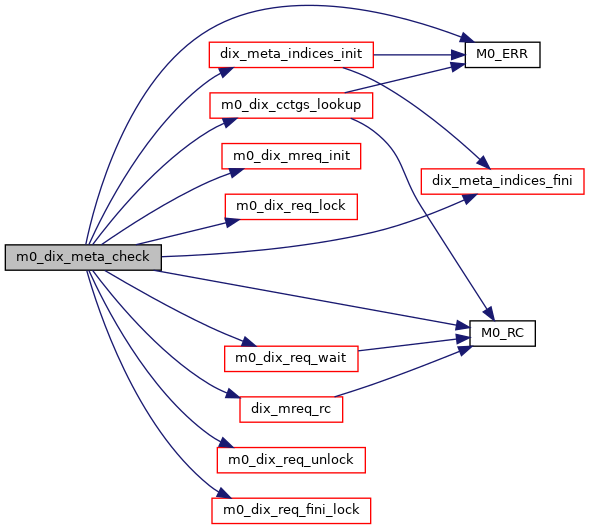 dix_meta_indices_init
M0_ERR
m0_dix_cctgs_lookup
m0_dix_mreq_init
dix_meta_indices_fini
m0_dix_req_lock
m0_dix_meta_check
M0_RC
m0_dix_req_wait
dix_mreq_rc
m0_dix_req_unlock
m0_dix_req_fini_lock